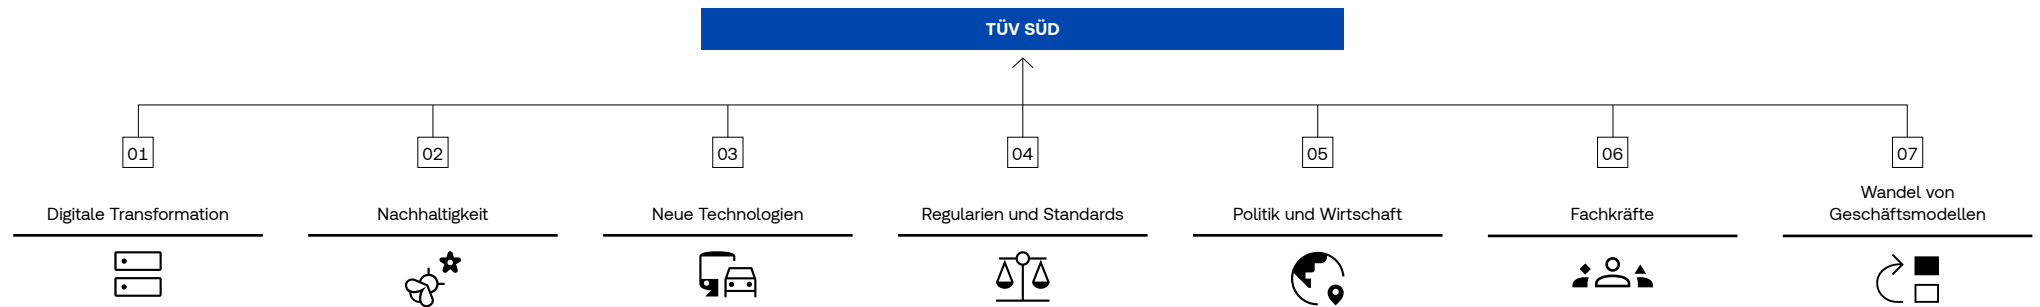 TÜV SÜD
01
Digitale Transformation
02
Nachhaltigkeit
03
Neue Technologien
04
Regularien und Standards
05
Politik und Wirtschaft
06
Fachkräfte
07
Wandel von
Geschäftsmodellen